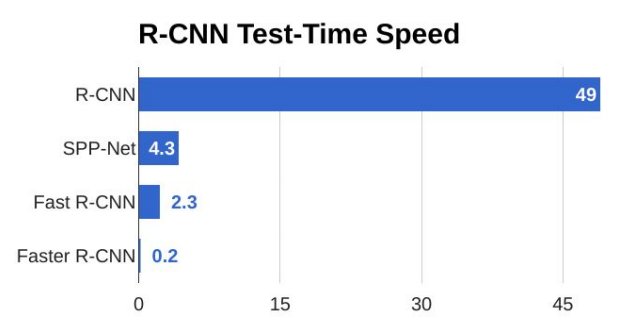 R-CNN Test-Time Speed
R-CNN 49
SPP-Net 4.3
Fast R-CNN 2.3
Faster R-CNN 0.2
0 15 30 45